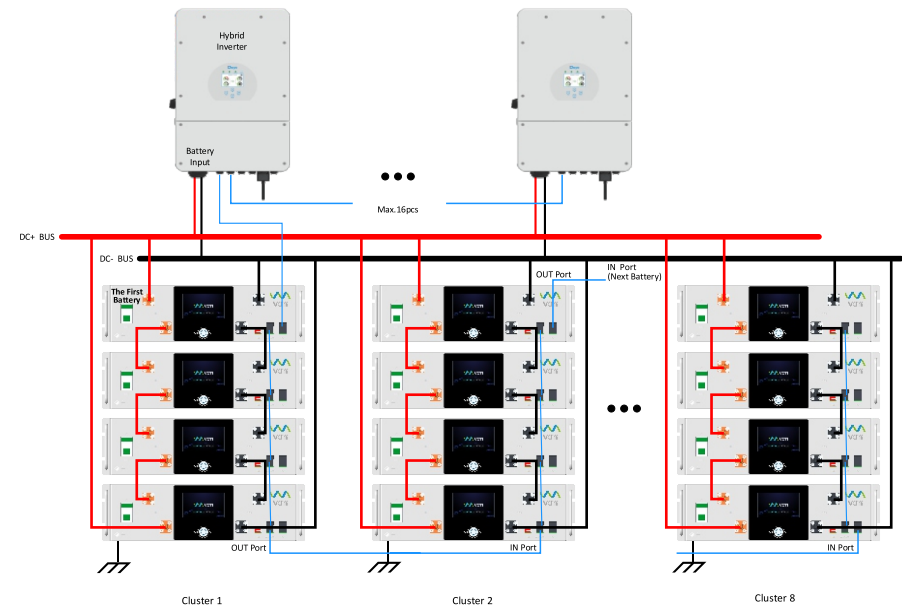 Hybrid
Inverter
Battery
Input
Max.16pcs
DC+ BUS
DC- BUS
OUT Port
IN Port
(Next Battery)
The First
Battery
OUT Port
IN Port
IN Port
Cluster 1
Cluster 2
Cluster 8